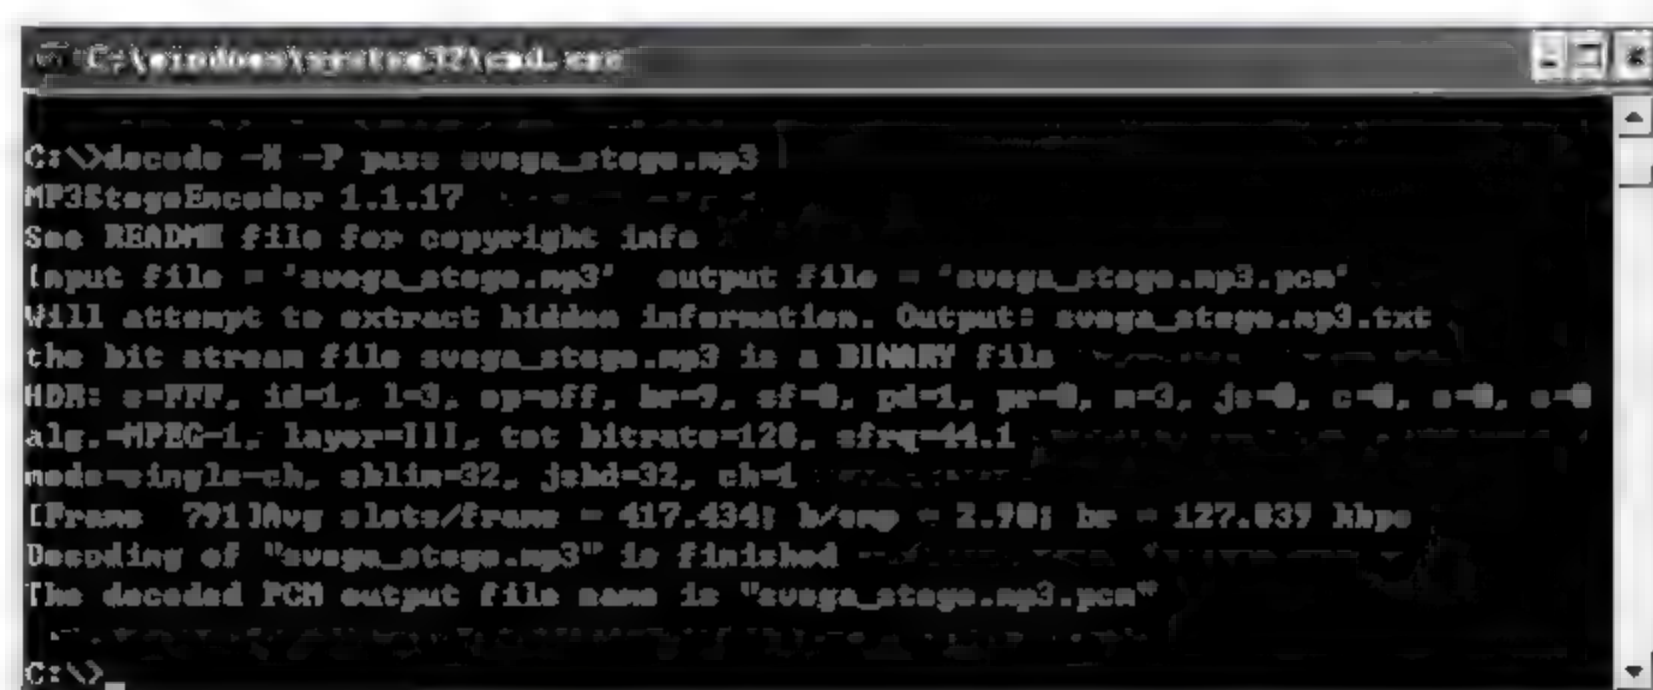 C:\windows\system32\cmd.exe
C:\>decode -X -P pass svega_stego.mp3
MP3StegoEncoder 1.1.17
See README file for copyright info
Input file = 'svega_stego.mp3'  output file = 'svega_stego.mp3.pcm'
Will attempt to extract hidden information. Output: svega_stego.mp3.txt
the bit stream file svega_stego.mp3 is a BINARY file
HDR: s=FFF, id=1, l=3, ep=off, br=9, sf=0, pd=1, pr=0, m=3, js=0, c=0, o=0, e=0
alg.=MPEG-1, layer=III, tot bitrate=128, sfrq=44.1
mode=single-ch, sblim=32, jsbd=32, ch=1
[Frame  791]Avg slots/frame = 417.434; b/smp = 2.90; br = 127.839 kbps
Decoding of "svega_stego.mp3" is finished
The decoded PCM output file name is "svega_stego.mp3.pcm"
C:\>